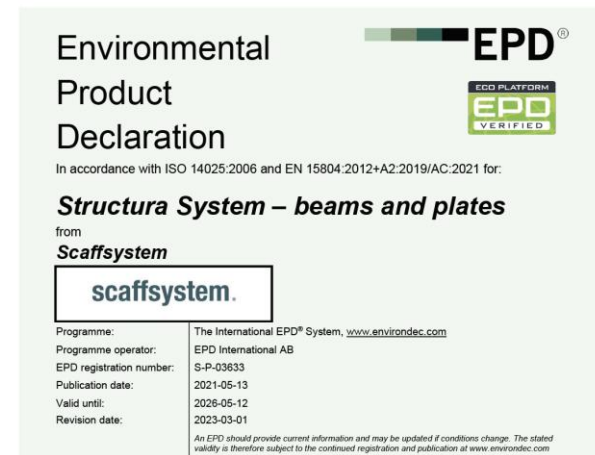 Environmental
Product
Declaration
EPD®
ECO PLATFORM
EPD
VERIFIED
In accordance with ISO 14025:2006 and EN 15804:2012+A2:2019/AC:2021 for:
Structura System – beams and plates
from
Scaffsystem
scaffsystem.
Programme: The International EPD® System, www.environdec.com
Programme operator: EPD International AB
EPD registration number: S-P-03633
Publication date: 2021-05-13
Valid until: 2026-05-12
Revision date: 2023-03-01
An EPD should provide current information and may be updated if conditions change. The stated
validity is therefore subject to the continued registration and publication at www.environdec.com